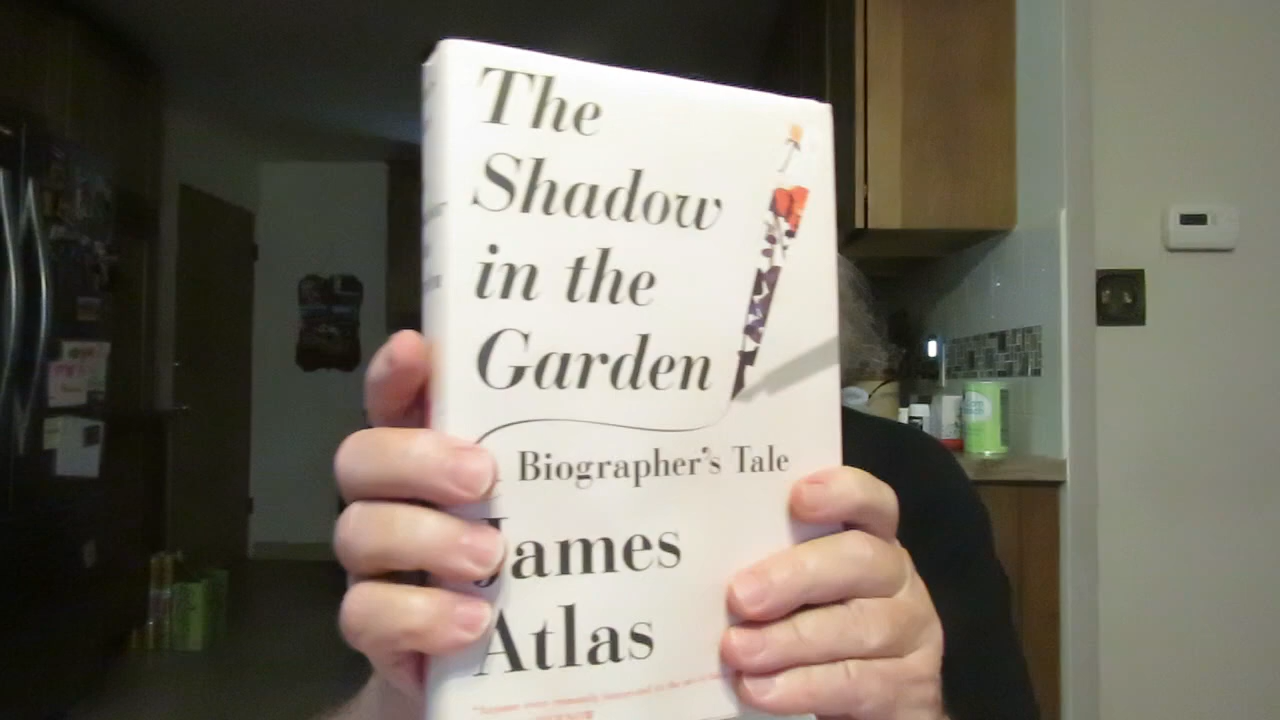 The
Shadow
in the
Garden
Biographer's Tale
James
Atlas